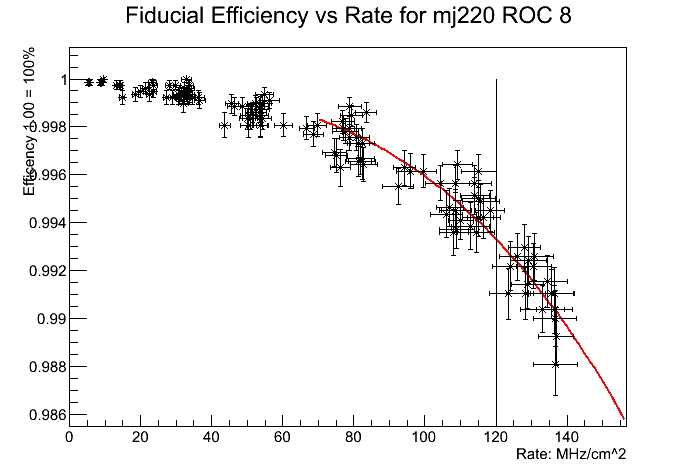 Fiducial Efficiency vs Rate for mj220 ROC 8
Efficency 1.00 = 100%
1
0.998
0.996
0.994
0.992
0.99
0.988
0.986
0 20 40 60 80 100 120 140
Rate: MHz/cm^2